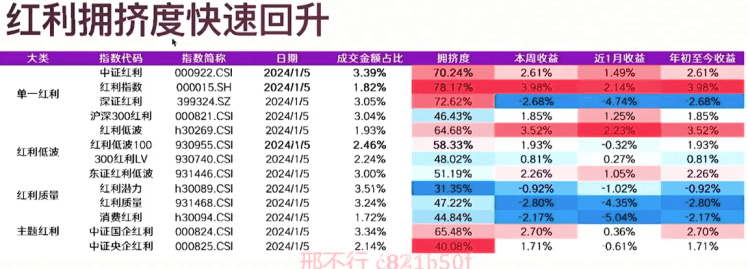 红利拥挤度快速回升
大类 指数代码 指数简称 日期 成交金额占比 拥挤度 本周收益 近1月收益 年初至今收益
单一红利
中证红利 000922.CSI 2024/1/5 3.39% 70.24% 2.61% 1.49% 2.61%
红利指数 000015.SH 2024/1/5 1.82% 78.17% 3.98% 2.14% 3.98%
深证红利 399324.SZ 2024/1/5 3.05% 72.62% -2.68% -4.74% -2.68%
沪深300红利 000821.CSI 2024/1/5 3.04% 46.43% 1.85% 1.25% 1.85%
红利低波
红利低波 h30269.CSI 2024/1/5 1.93% 64.68% 3.52% 2.23% 3.52%
红利低波100 930955.CSI 2024/1/5 2.46% 58.33% 1.93% -0.32% 1.93%
300红利LV 930740.CSI 2024/1/5 2.24% 48.02% 0.81% 0.27% 0.81%
东证红利低波 931446.CSI 2024/1/5 3.00% 51.19% 2.26% 1.05% 2.26%
红利质量
红利潜力 h30089.CSI 2024/1/5 3.51% 31.35% -0.92% -1.02% -0.92%
红利质量 931468.CSI 2024/1/5 3.24% 47.22% -2.80% -4.35% -2.80%
消费红利 h30094.CSI 2024/1/5 1.72% 44.84% -2.17% -5.04% -2.17%
主题红利
中证国企红利 000824.CSI 2024/1/5 3.34% 65.48% 2.70% 0.36% 2.70%
中证央企红利 000825.CSI 2024/1/5 2.14% 40.08% 1.71% -0.61% 1.71%
邢不行 c821b50f